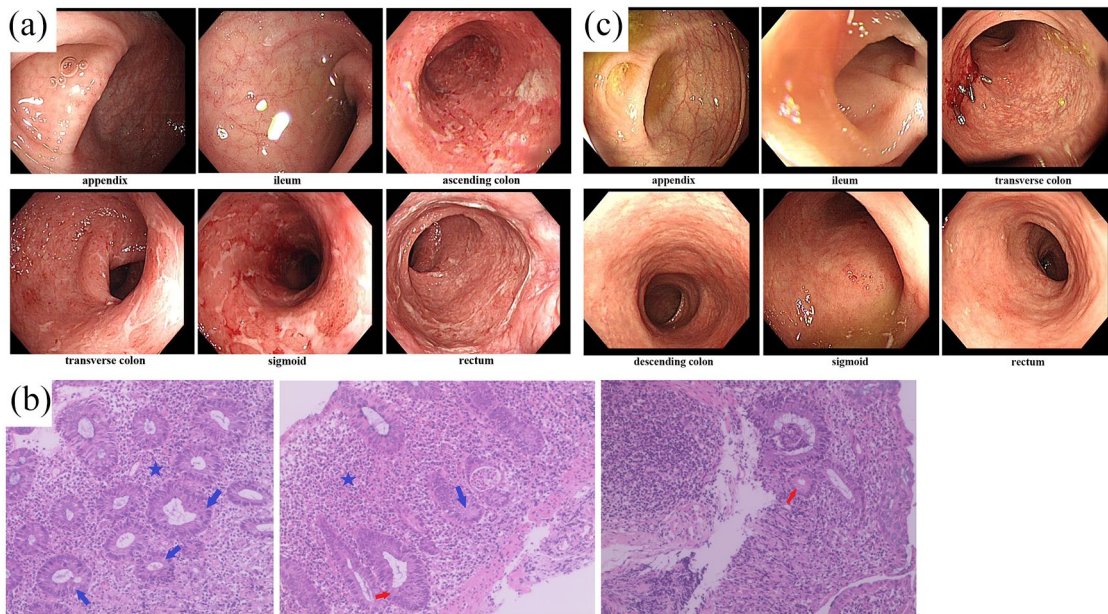 (a)
appendix
ileum
ascending colon
transverse colon
sigmoid
rectum
(c)
appendix
ileum
transverse colon
descending colon
sigmoid
rectum
(b)